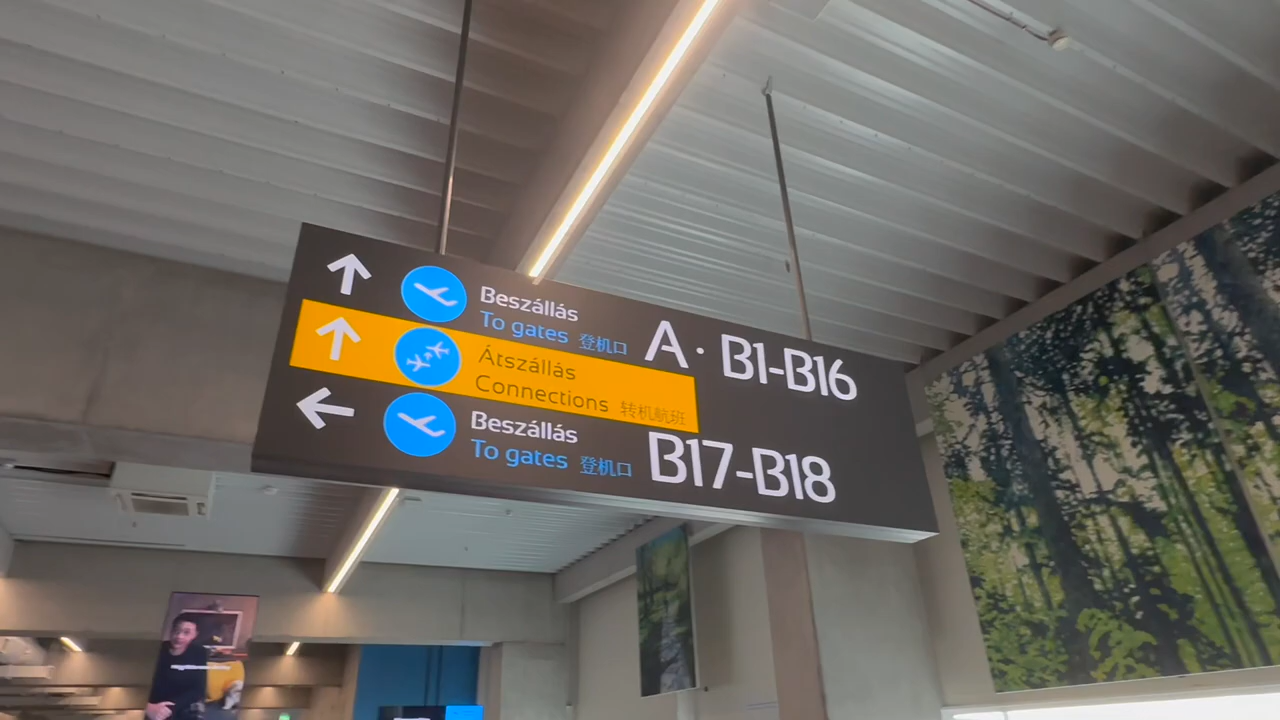 Beszállás
To gates 登机口
A · B1-B16
Átszállás
Connections 转机航班
Beszállás
To gates 登机口
B17-B18